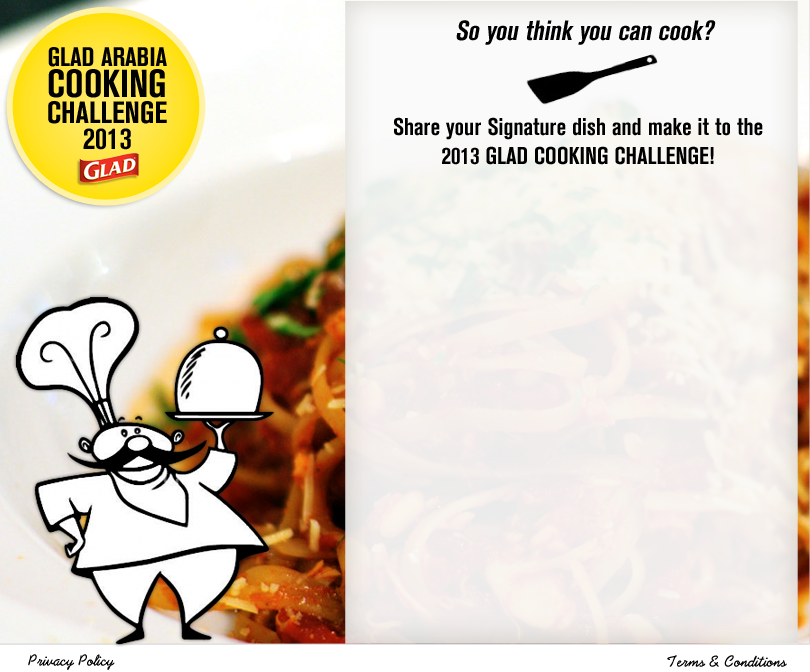 GLAD ARABIA
COOKING
CHALLENGE
2013
GLAD
So you think you can cook?
Share your Signature dish and make it to the
2013 GLAD COOKING CHALLENGE!
Privacy Policy
Terms & Conditions